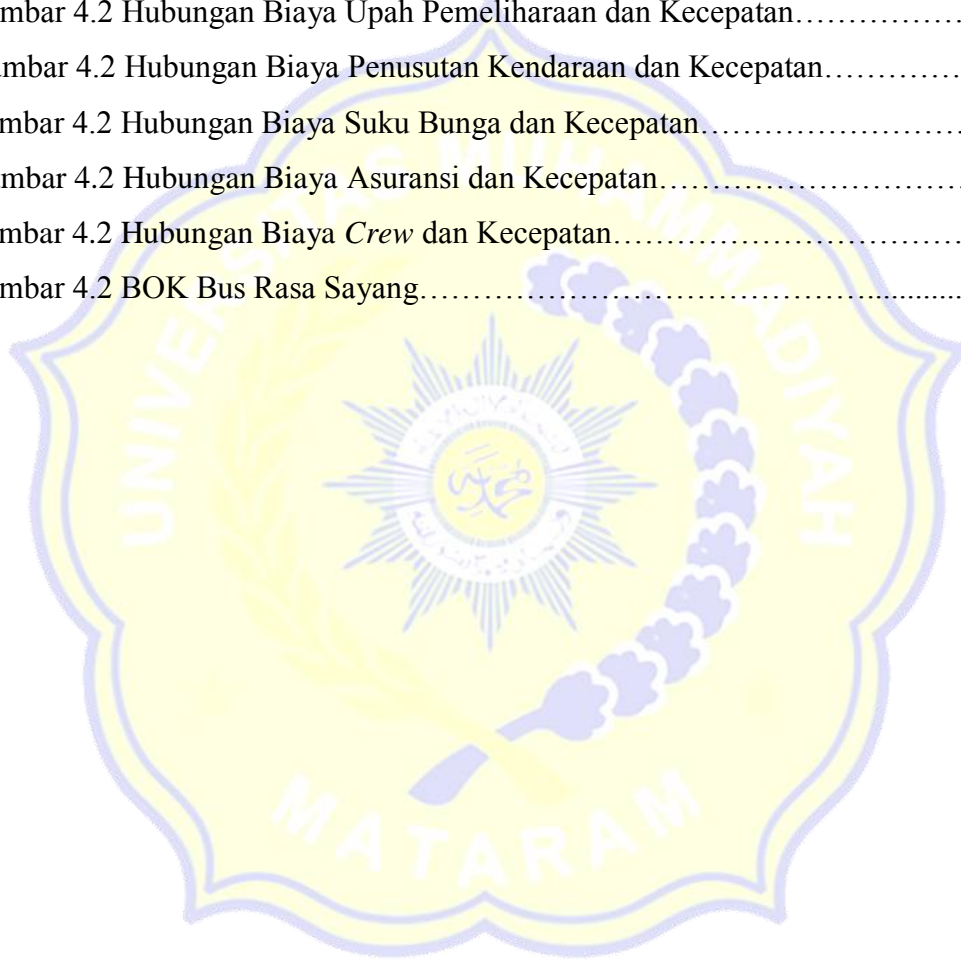 mbar 4.2 Hubungan Biaya Upah Pemeliharaan dan Kecepatan…………….
ambar 4.2 Hubungan Biaya Penusutan Kendaraan dan Kecepatan………….
mbar 4.2 Hubungan Biaya Suku Bunga dan Kecepatan…………………….
mbar 4.2 Hubungan Biaya Asuransi dan Kecepatan……………………….
mbar 4.2 Hubungan Biaya Crew dan Kecepatan…………………………….
mbar 4.2 BOK Bus Rasa Sayang……………………………………..............
UNIVERSITAS MUHAMMADIYAH
MATARAM